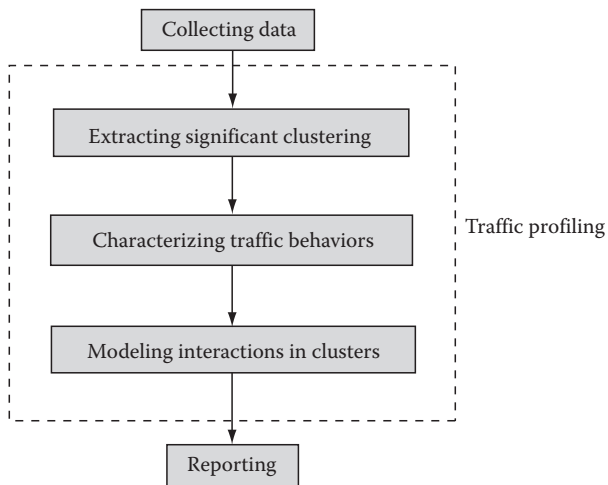 Collecting data
Extracting significant clustering
Characterizing traffic behaviors
Traffic profiling
Modeling interactions in clusters
Reporting